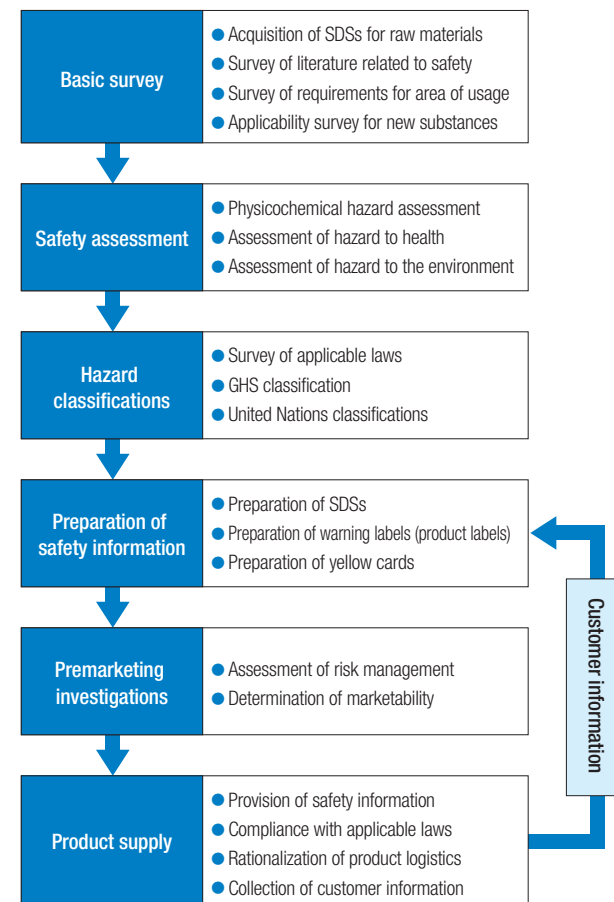 Basic survey
● Acquisition of SDSs for raw materials
● Survey of literature related to safety
● Survey of requirements for area of usage
● Applicability survey for new substances
Safety assessment
● Physicochemical hazard assessment
● Assessment of hazard to health
● Assessment of hazard to the environment
Hazard
classifications
● Survey of applicable laws
● GHS classification
● United Nations classifications
Preparation of
safety information
● Preparation of SDSs
● Preparation of warning labels (product labels)
● Preparation of yellow cards
Premarketing
investigations
● Assessment of risk management
● Determination of marketability
Product supply
● Provision of safety information
● Compliance with applicable laws
● Rationalization of product logistics
● Collection of customer information
Customer information